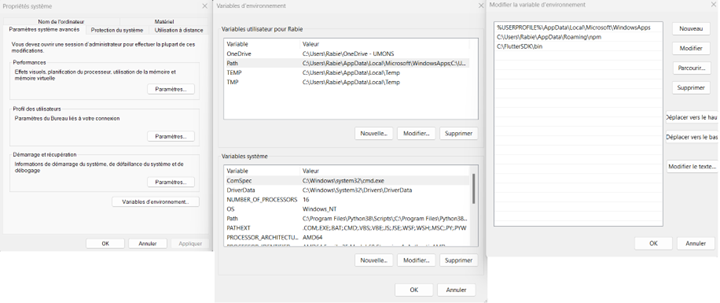 Propriétés système
Nom de l'ordinateur
Matériel
Paramètres système avancés
Protection du système
Utilisation à distance
Vous devez ouvrir une session d'administrateur pour effectuer la plupart de ces
modifications.
Performances
Effets visuels, planification du processeur, utilisation de la mémoire et
mémoire virtuelle
Paramètres...
Profil des utilisateurs
Paramètres du Bureau liés à votre connexion
Paramètres...
Démarrage et récupération
Informations de démarrage du système, de défaillance du système et de
débogage
Paramètres...
Variables d'environnement...
OK
Annuler
Appliquer
Variables d'environnement
Variables utilisateur pour
Variable
Valeur
OneDrive
C:\Users\Rabie\OneDrive - UMONS
Path
C:\Users\Rabie\AppData\Local\Microsoft\WindowsApps;C:\U...
TEMP
C:\Users\Rabie\AppData\Local\Temp
TMP
C:\Users\Rabie\AppData\Local\Temp
Nouvelle...
Modifier...
Supprimer
Variables système
Variable
Valeur
ComSpec
C:\Windows\system32\cmd.exe
DriverData
C:\Windows\System32\Drivers\DriverData
NUMBER_OF_PROCESSORS
16
OS
Windows_NT
Path
C:\Program Files\Python38\Scripts\;C:\Program Files\Python38...
PATHEXT
.COM;.EXE;.BAT;.CMD;.VBS;.VBE;.JS;.JSE;.WSF;.WSH;.MSC;.PY;.PYW
PROCESSOR_ARCHITECTU...
AMD64
Nouvelle...
Modifier...
Supprimer
OK
Annuler
Modifier la variable d'environnement
%USERPROFILE%\AppData\Local\Microsoft\WindowsApps
C:\Users\Rabie\AppData\Roaming\npm
C:\FlutterSDK\bin
Nouveau
Modifier
Parcourir...
Supprimer
Déplacer vers le hau
Déplacer vers le bas
Modifier le texte...
OK
Annuler